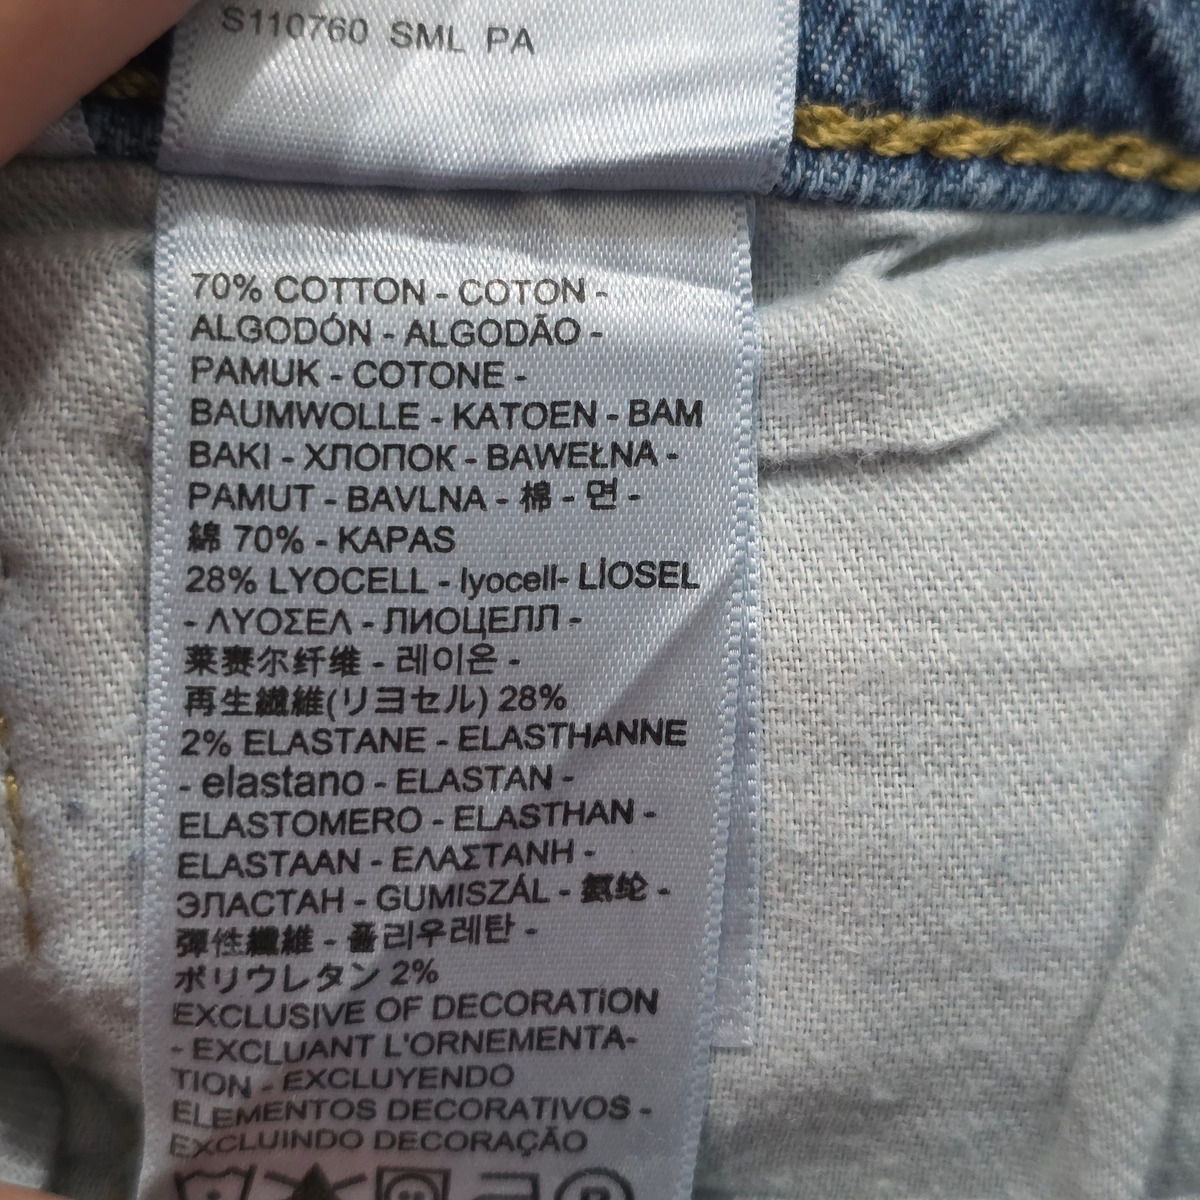 S110760 SML PA
70% COTTON - COTON -
ALGODÓN - ALGODÃO -
PAMUK - COTONE -
BAUMWOLLE - KATOEN - BAM
BAKI - ХЛОПОК - BAWEŁNA -
PAMUT - BAVLNA - 棉 - 면 -
綿 70% - KAPAS
28% LYOCELL - lyocell- LİOSEL
- ΛΥΟΣΕΛ - ЛИОЦЕЛЛ -
莱赛尔纤维 - 레이온 -
再生繊維(リヨセル) 28%
2% ELASTANE - ELASTHANNE
- elastano - ELASTAN -
ELASTOMERO - ELASTHAN -
ELASTAAN - ΕΛΑΣΤΑΝΗ -
ЭЛАСТАН - GUMISZÁL - 氨纶 -
彈性纖維 - 폴리우레탄 -
ポリウレタン 2%
EXCLUSIVE OF DECORATİON
- EXCLUANT L'ORNEMENTA-
TION - EXCLUYENDO
ELEMENTOS DECORATIVOS -
EXCLUINDO DECORAÇÃO